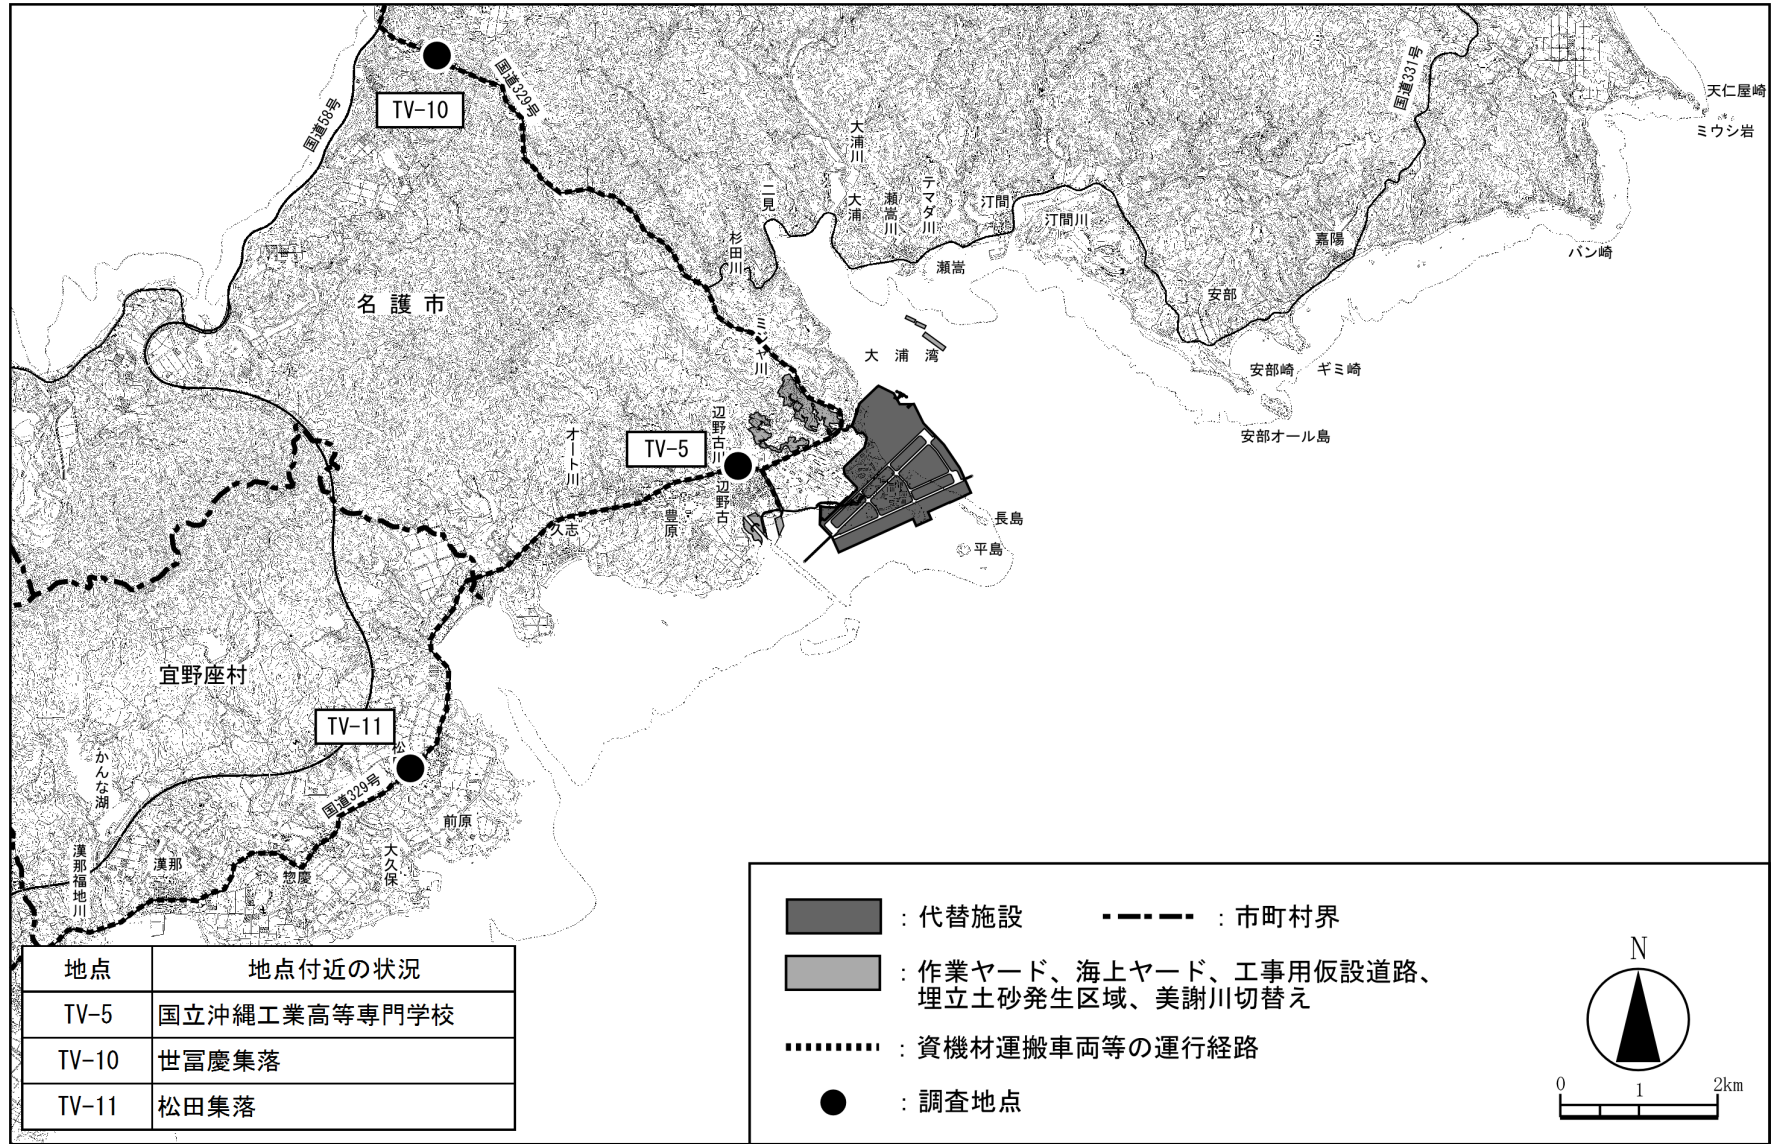 TV-10
国道58号
国道329号
国道331号
天仁屋崎
ミウシ岩
バン崎
大浦川
二見
大浦
瀬嵩川
テマダ川
汀間
汀間川
嘉陽
杉田川
瀬嵩
安部
名護市
大浦湾
安部崎
ギミ崎
安部オール島
TV-5
辺野古川
辺野古
オート川
豊原
久志
長島
平島
宜野座村
TV-11
松
国道329号
かんな湖
前原
大久保
漢那福地川
漢那
惣慶
地点 地点付近の状況
TV-5 国立沖縄工業高等専門学校
TV-10 世冨慶集落
TV-11 松田集落
：代替施設 ：市町村界
：作業ヤード、海上ヤード、工事用仮設道路、
埋立土砂発生区域、美謝川切替え
：資機材運搬車両等の運行経路
：調査地点
N
0 1 2km